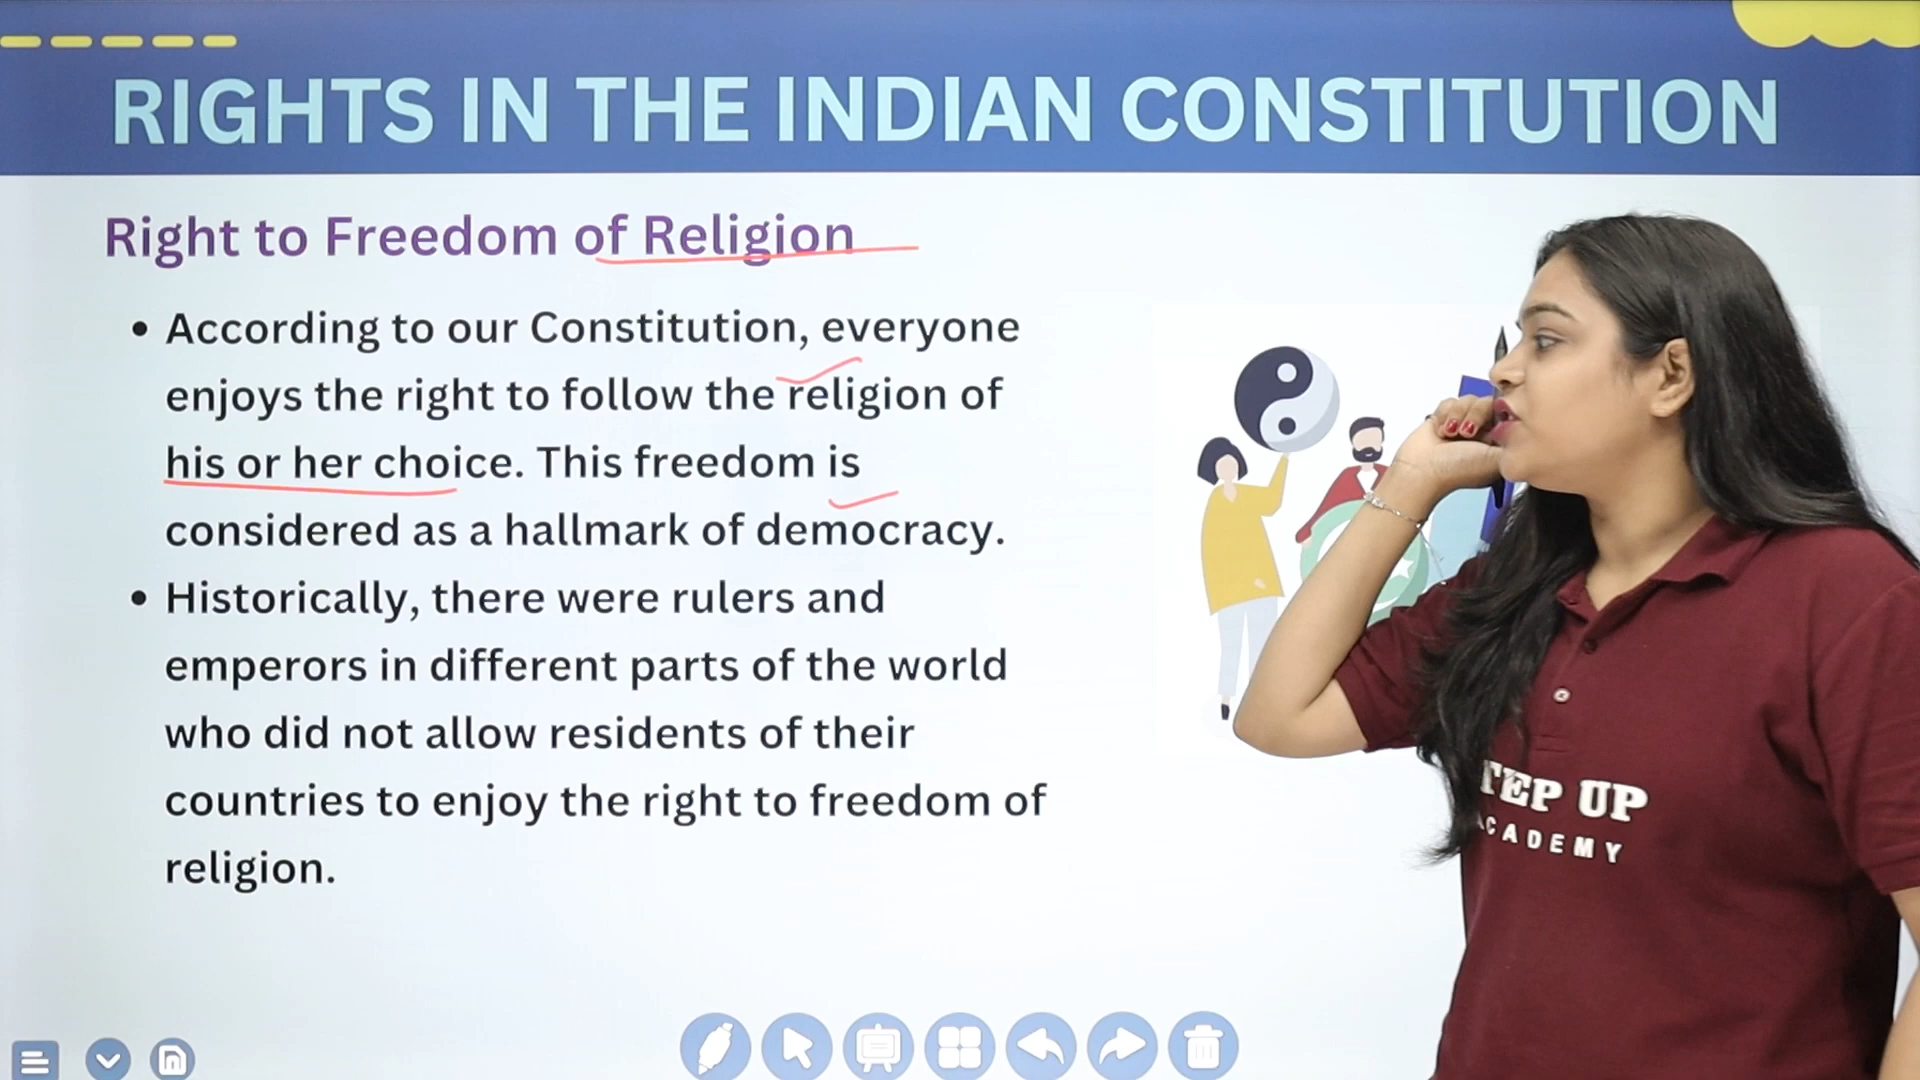 RIGHTS IN THE INDIAN CONSTITUTION
Right to Freedom of Religion
• According to our Constitution, everyone
enjoys the right to follow the religion of
his or her choice. This freedom is
considered as a hallmark of democracy.
• Historically, there were rulers and
emperors in different parts of the world
who did not allow residents of their
countries to enjoy the right to freedom of
religion.
TEP UP
CADEMY